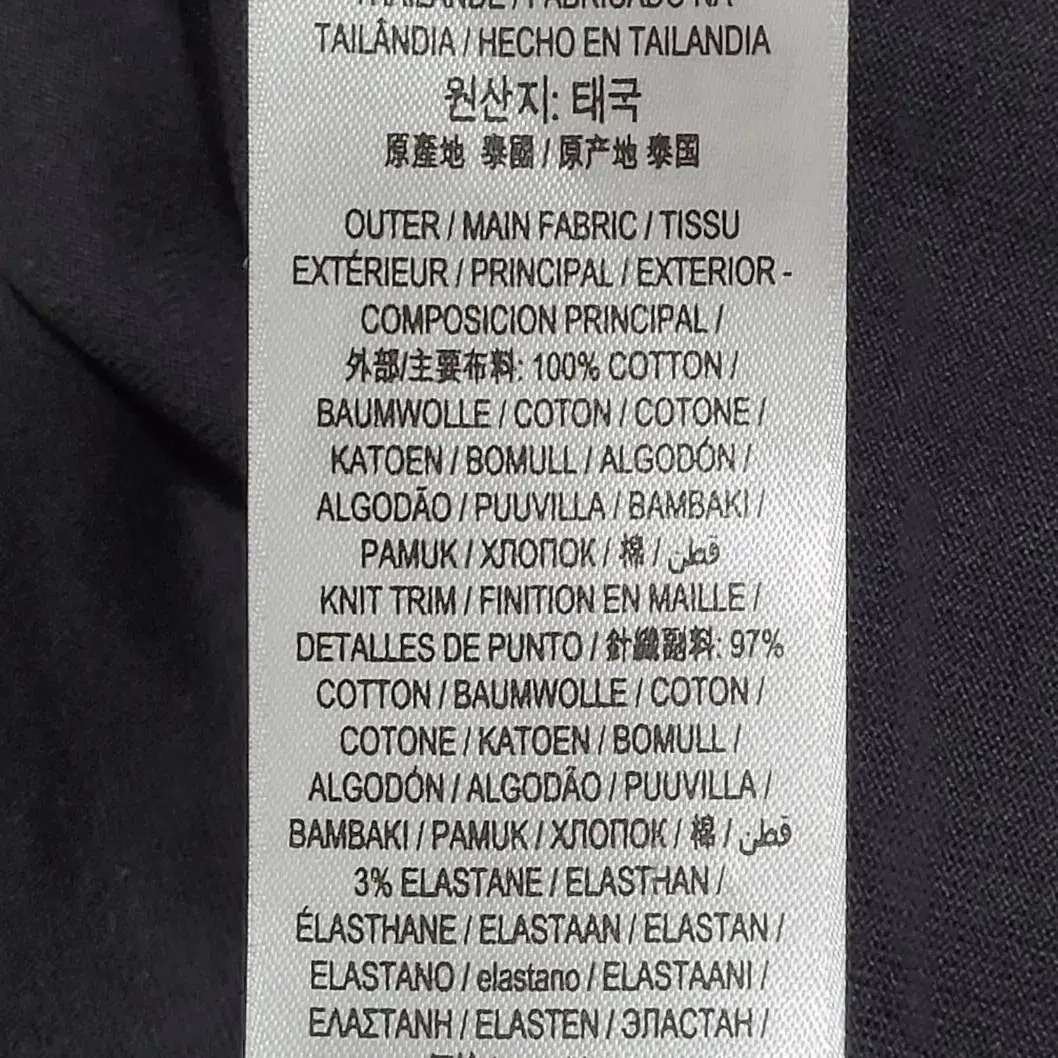 THAÏLANDE / FABRICADO NA
TAILÂNDIA / HECHO EN TAILANDIA
원산지: 태국
原產地 泰國 / 原产地 泰国
OUTER / MAIN FABRIC / TISSU
EXTÉRIEUR / PRINCIPAL / EXTERIOR -
COMPOSICION PRINCIPAL /
外部/主要布料: 100% COTTON /
BAUMWOLLE / COTON / COTONE /
KATOEN / BOMULL / ALGODÓN /
ALGODÃO / PUUVILLA / BAMBAKI /
PAMUK / ХЛОПОК / 棉 / قطن
KNIT TRIM / FINITION EN MAILLE /
DETALLES DE PUNTO / 針織副料: 97%
COTTON / BAUMWOLLE / COTON /
COTONE / KATOEN / BOMULL /
ALGODÓN / ALGODÃO / PUUVILLA /
BAMBAKI / PAMUK / ХЛОПОК / 棉 / قطن
3% ELASTANE / ELASTHAN /
ÉLASTHANE / ELASTAAN / ELASTAN /
ELASTANO / elastano / ELASTAANI /
ΕΛΑΣΤΑΝΗ / ELASTEN / ЭЛАСТАН /